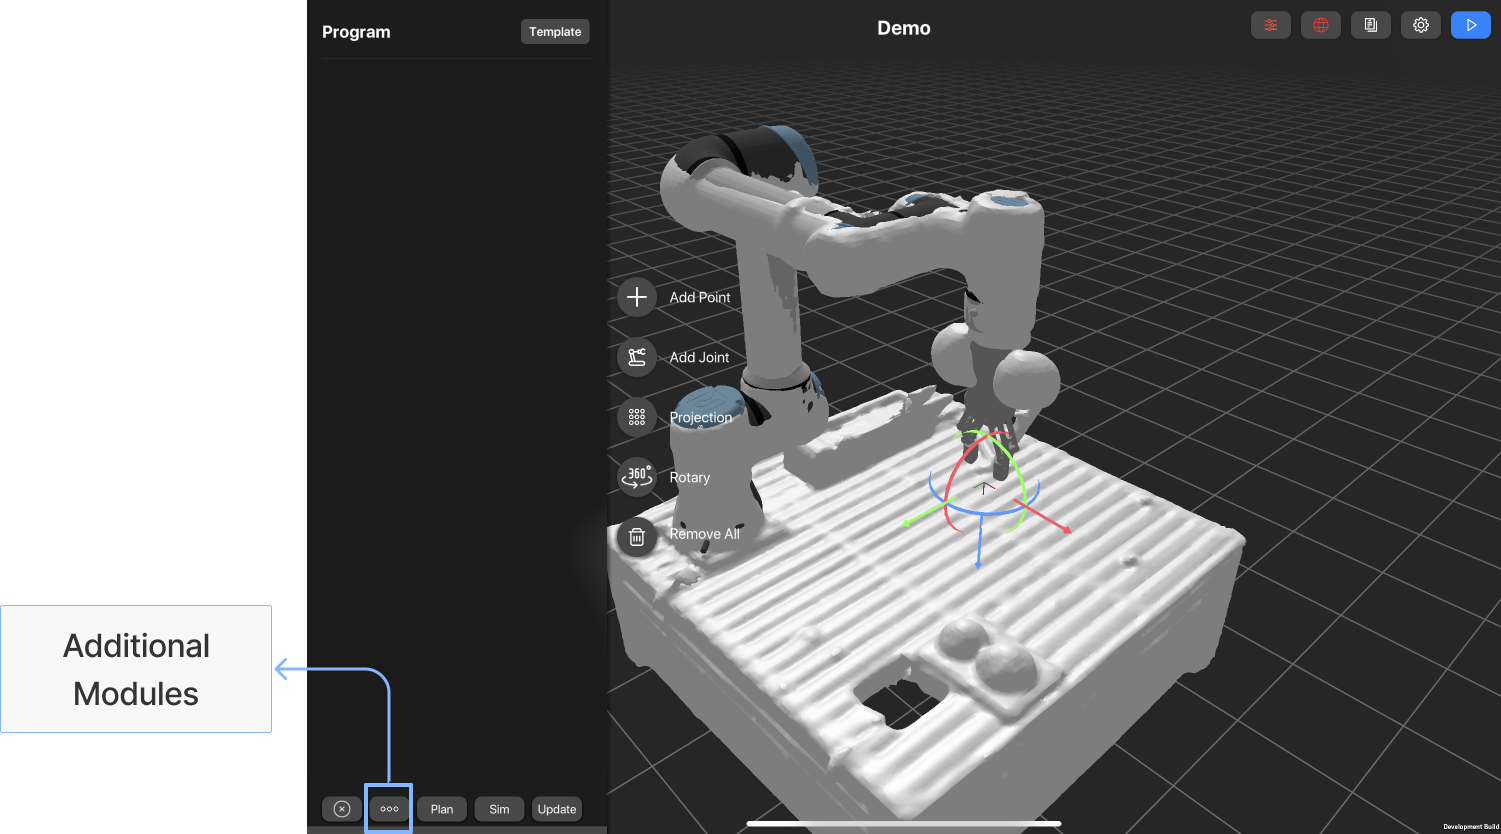 Program
Template
Demo
Add Point
Add Joint
Projection
360°
Rotary
Remove All
Additional
Modules
Plan
Sim
Update
Development Build